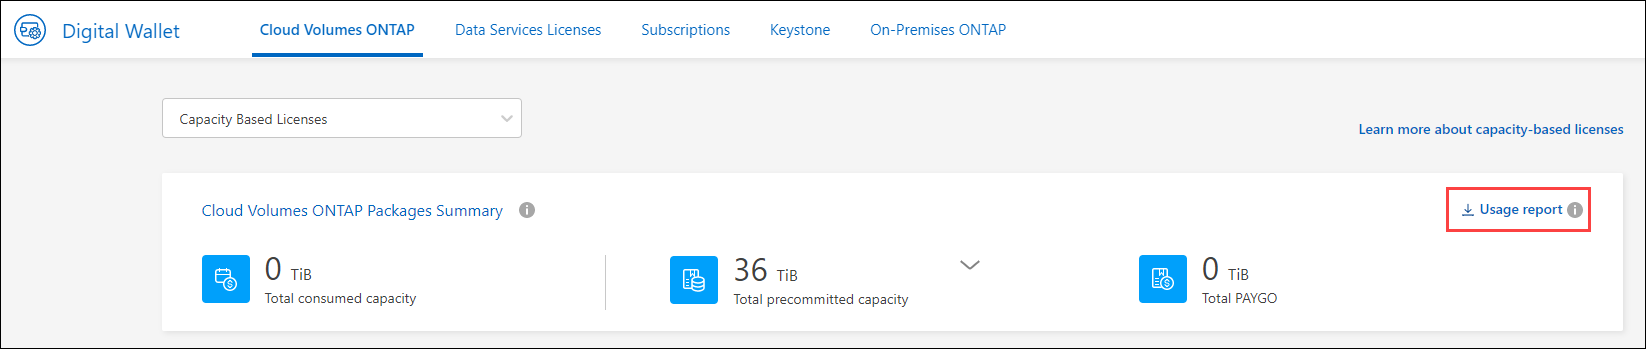 Digital Wallet
Cloud Volumes ONTAP
Data Services Licenses
Subscriptions
Keystone
On-Premises ONTAP
Capacity Based Licenses
Learn more about capacity-based licenses
Cloud Volumes ONTAP Packages Summary
Usage report
0 TiB
Total consumed capacity
36 TiB
Total precommitted capacity
0 TiB
Total PAYGO